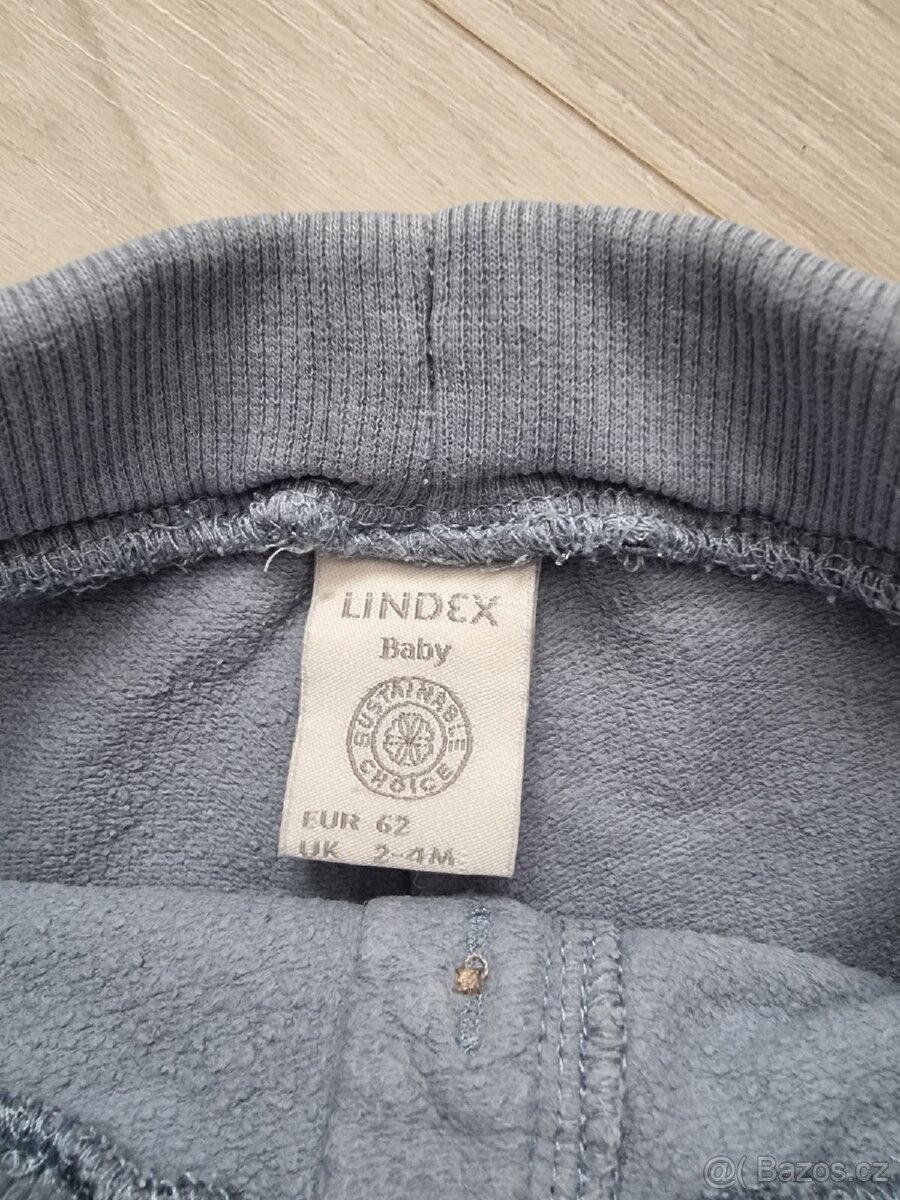 LINDEX
Baby
SUSTAINABLE
CHOICE
EUR 62
UK 2-4M
@( Bazos.cz